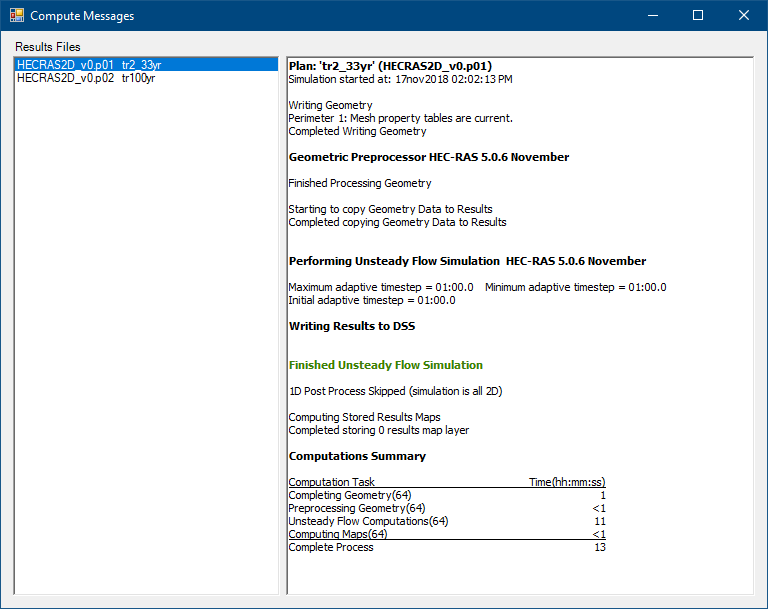 Compute Messages
Results Files
HECRAS2D_v0.p01 tr2_33yr
HECRAS2D_v0.p02 tr100yr
Plan: 'tr2_33yr' (HECRAS2D_v0.p01)
Simulation started at: 17nov2018 02:02:13 PM
Writing Geometry
Perimeter 1: Mesh property tables are current.
Completed Writing Geometry
Geometric Preprocessor HEC-RAS 5.0.6 November
Finished Processing Geometry
Starting to copy Geometry Data to Results
Completed copying Geometry Data to Results
Performing Unsteady Flow Simulation HEC-RAS 5.0.6 November
Maximum adaptive timestep = 01:00.0 Minimum adaptive timestep = 01:00.0
Initial adaptive timestep = 01:00.0
Writing Results to DSS
Finished Unsteady Flow Simulation
1D Post Process Skipped (simulation is all 2D)
Computing Stored Results Maps
Completed storing 0 results map layer
Computations Summary
Computation Task Time(hh:mm:ss)
Completing Geometry(64) 1
Preprocessing Geometry(64) <1
Unsteady Flow Computations(64) 11
Computing Maps(64) <1
Complete Process 13